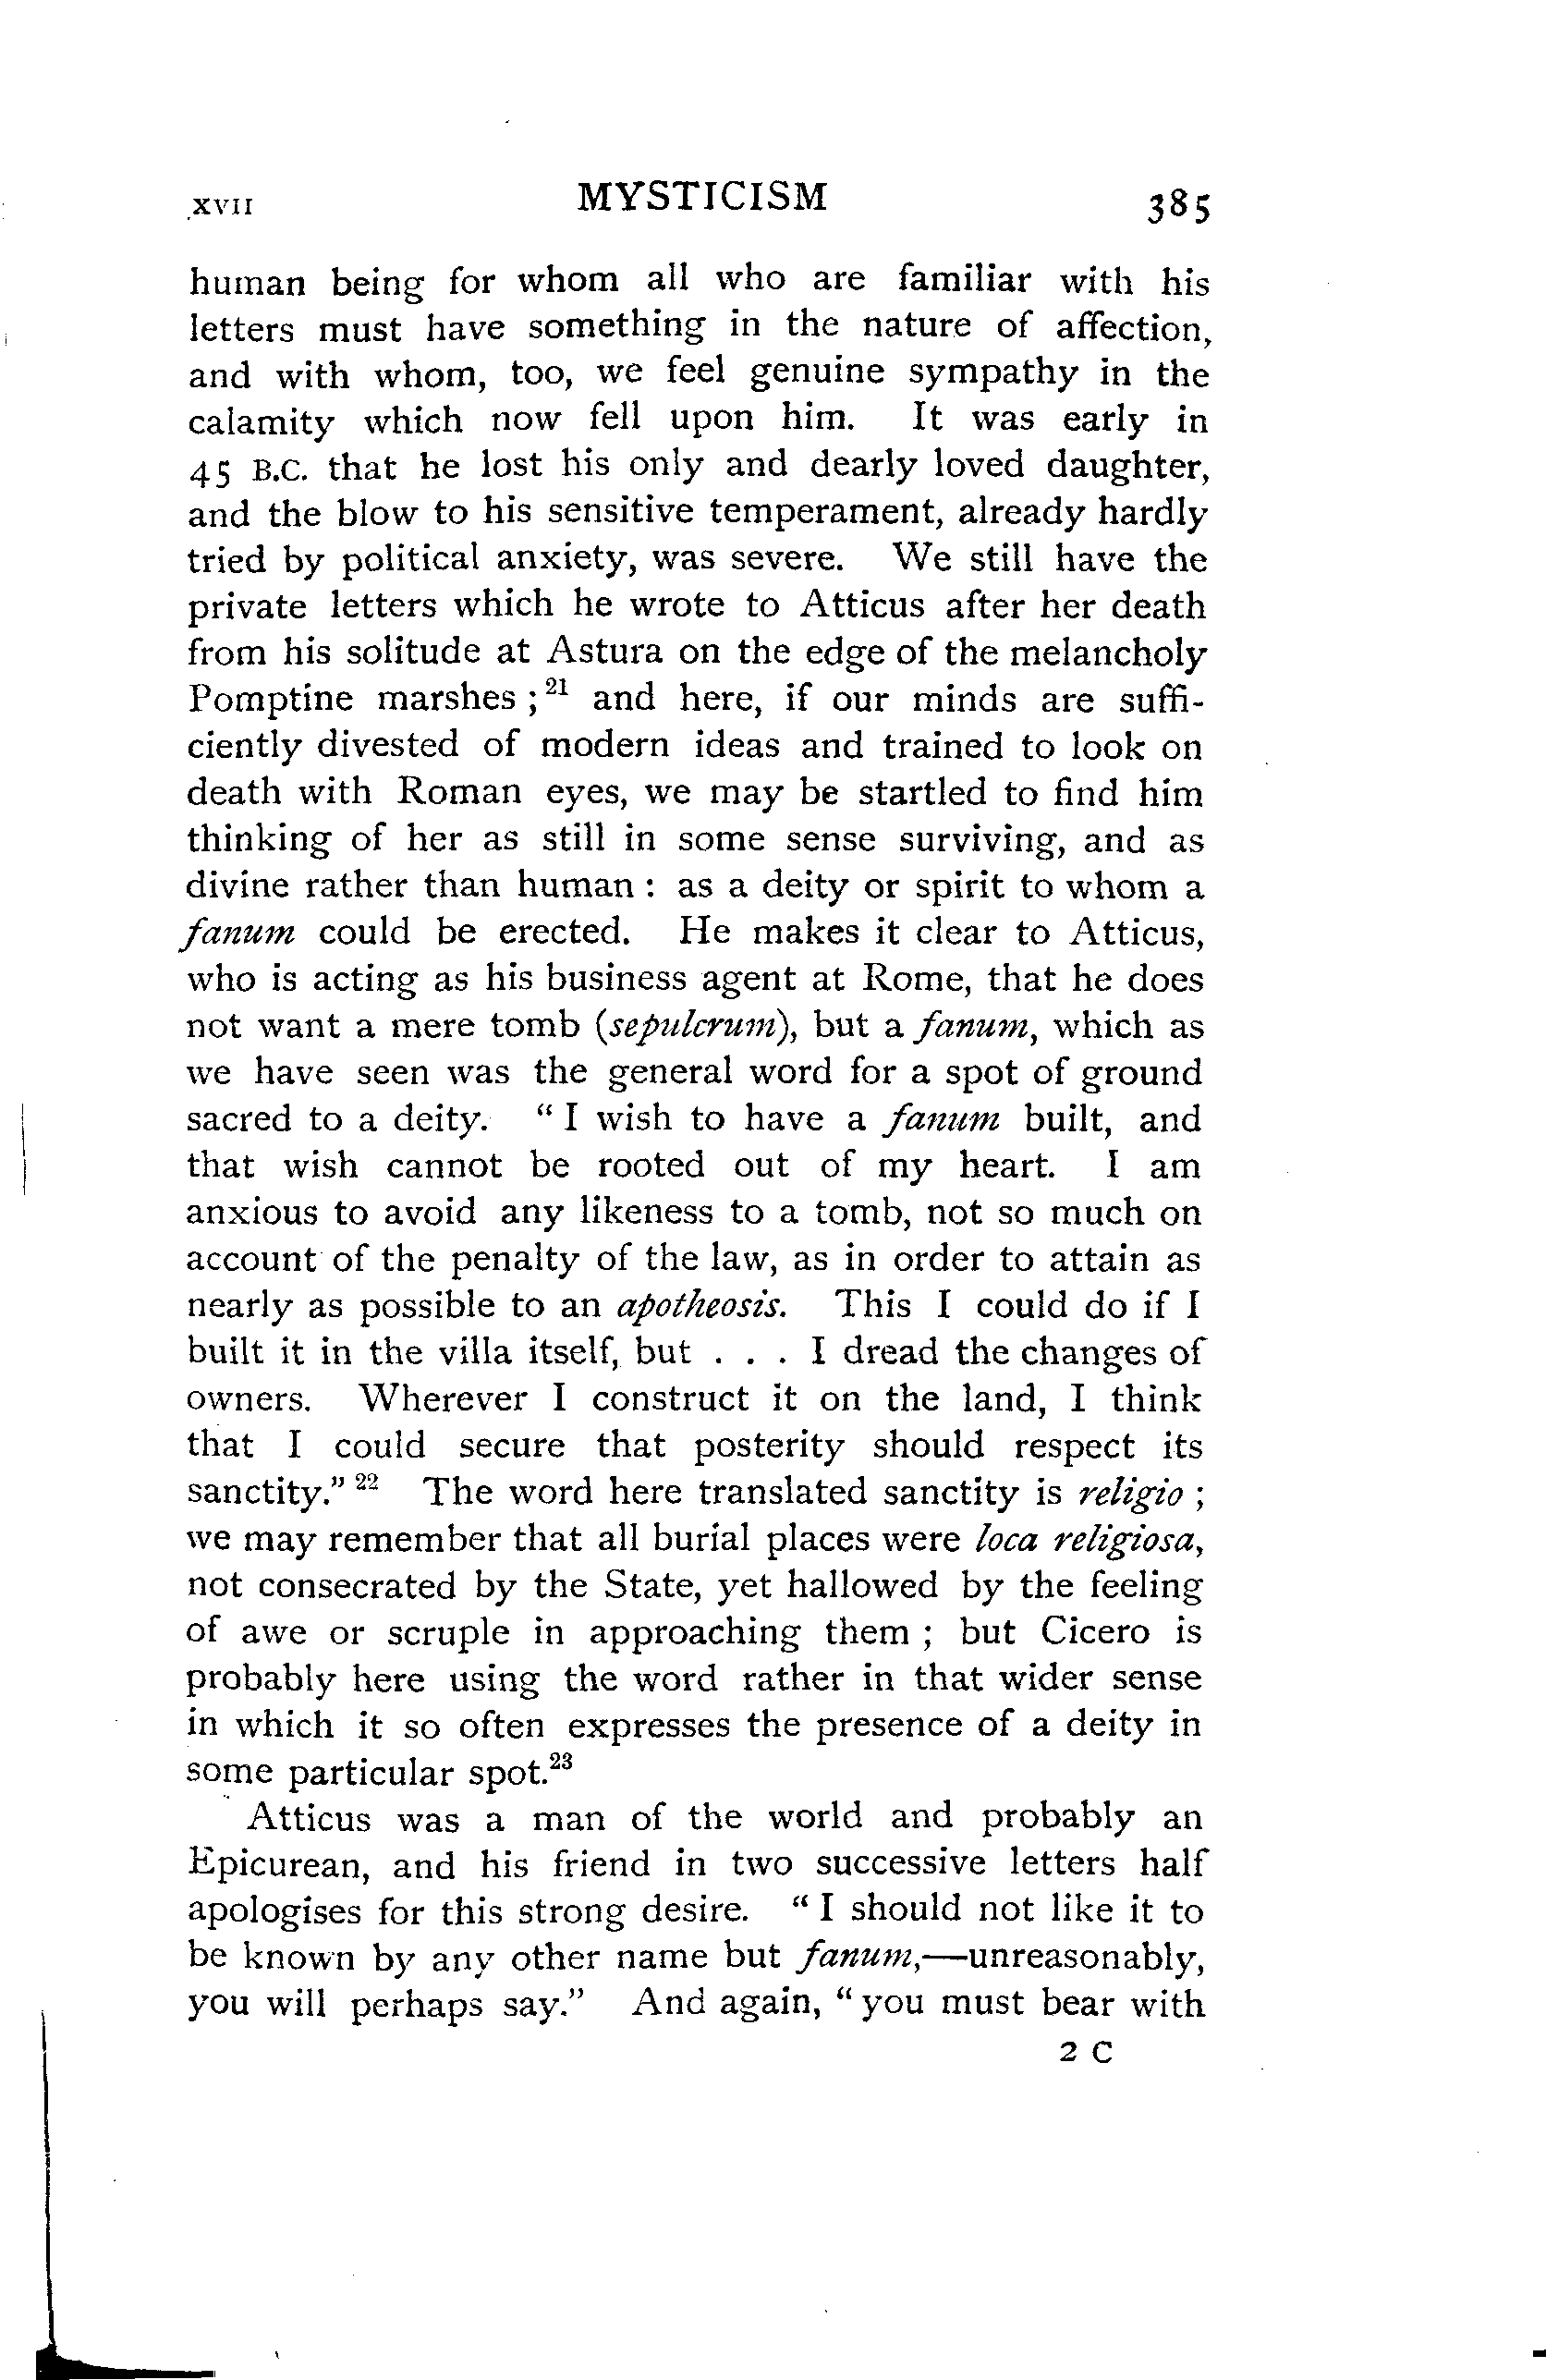 XVII MYSTICISM 385
human being for whom all who are familiar with his
letters must have something in the nature of affection,
and with whom, too, we feel genuine sympathy in the
calamity which now fell upon him. It was early in
45 B.C. that he lost his only and dearly loved daughter,
and the blow to his sensitive temperament, already hardly
tried by political anxiety, was severe. We still have the
private letters which he wrote to Atticus after her death
from his solitude at Astura on the edge of the melancholy
Pomptine marshes ;21 and here, if our minds are suffi-
ciently divested of modern ideas and trained to look on
death with Roman eyes, we may be startled to find him
thinking of her as still in some sense surviving, and as
divine rather than human : as a deity or spirit to whom a
fanum could be erected. He makes it clear to Atticus,
who is acting as his business agent at Rome, that he does
not want a mere tomb (sepulcrum), but a fanum, which as
we have seen was the general word for a spot of ground
sacred to a deity. “ I wish to have a fanum built, and
that wish cannot be rooted out of my heart. I am
anxious to avoid any likeness to a tomb, not so much on
account of the penalty of the law, as in order to attain as
nearly as possible to an apotheosis. This I could do if I
built it in the villa itself, but . . . I dread the changes of
owners. Wherever I construct it on the land, I think
that I could secure that posterity should respect its
sanctity.” 22 The word here translated sanctity is religio ;
we may remember that all burial places were loca religiosa,
not consecrated by the State, yet hallowed by the feeling
of awe or scruple in approaching them ; but Cicero is
probably here using the word rather in that wider sense
in which it so often expresses the presence of a deity in
some particular spot.23
Atticus was a man of the world and probably an
Epicurean, and his friend in two successive letters half
apologises for this strong desire. “ I should not like it to
be known by any other name but fanum,—unreasonably,
you will perhaps say.” And again, “ you must bear with
2 C